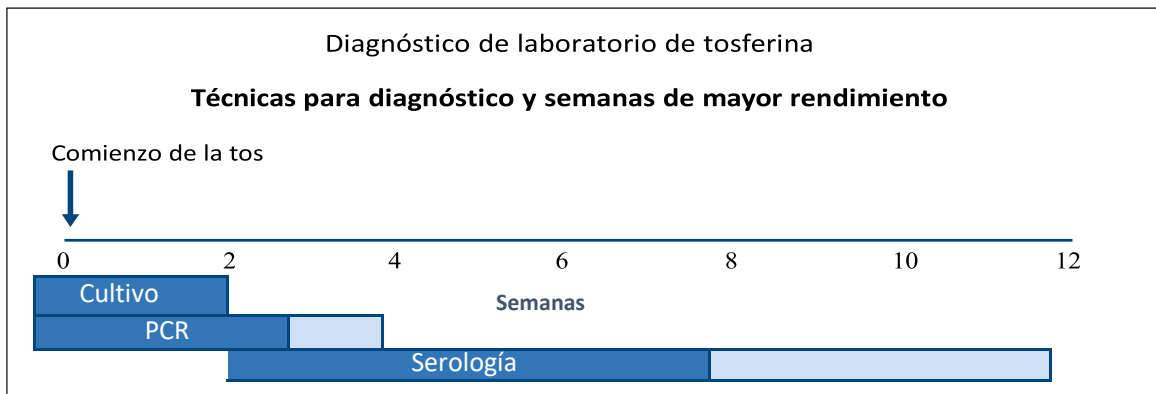 Diagnóstico de laboratorio de tosferina
Técnicas para diagnóstico y semanas de mayor rendimiento
Comienzo de la tos
0 2 4 6 8 10 12
Cultivo
Semanas
PCR
Serología